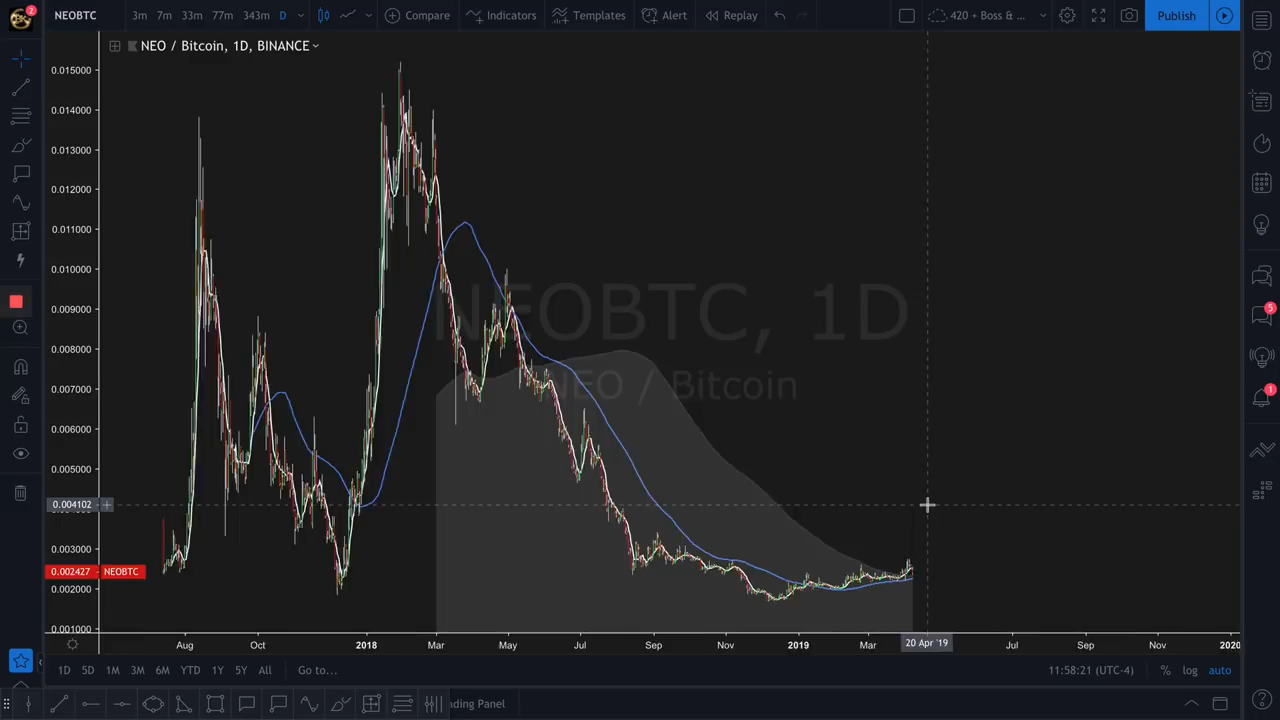 2
NEOBTC
3m 7m 33m 77m 343m D
Compare
Indicators
Templates
Alert
Replay
420 + Boss & ...
Publish
NEO / Bitcoin, 1D, BINANCE
NEOBTC, 1D
NEO / Bitcoin
0.015000
0.014000
0.013000
0.012000
0.011000
0.010000
0.009000
0.008000
0.007000
0.006000
0.005000
0.004102
0.003000
0.002427 NEOBTC
0.002000
0.001000
Aug Oct 2018 Mar May Jul Sep Nov 2019 Mar 20 Apr '19 Jul Sep Nov 2020
1D 5D 1M 3M 6M YTD 1Y 5Y All Go to...
11:58:21 (UTC-4) % log auto
ding Panel
5
1